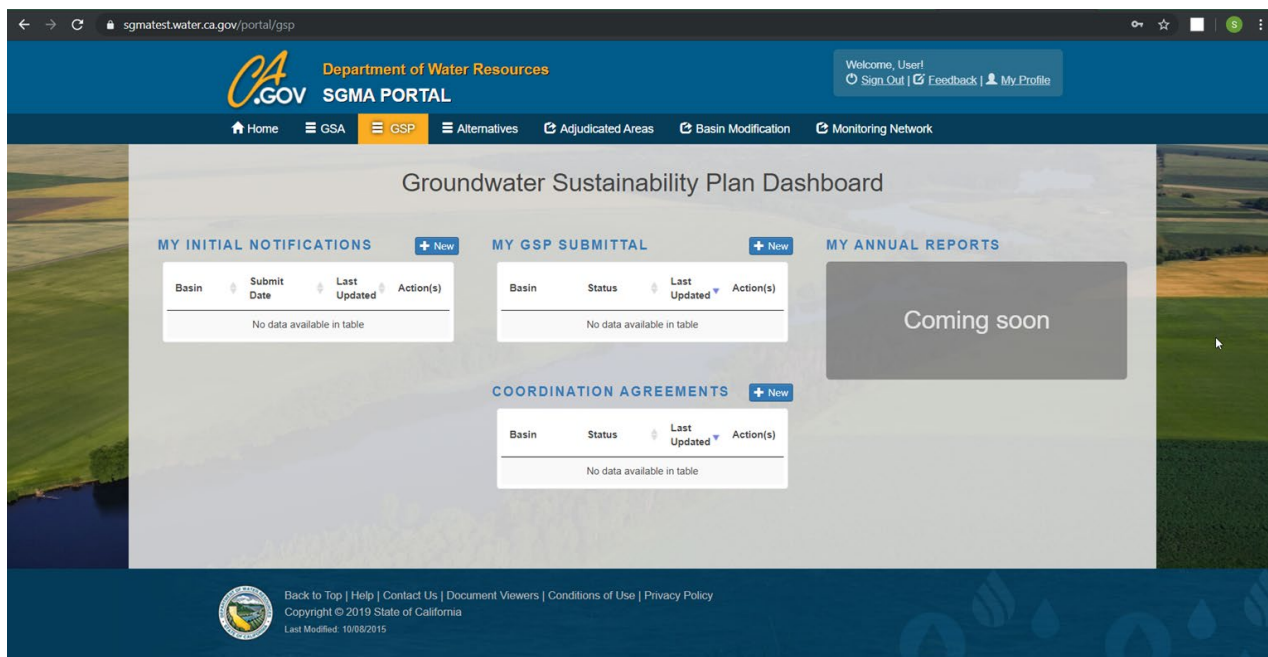 sgmatest.water.ca.gov/portal/gsp
S
CA
.GOV
Department of Water Resources
SGMA PORTAL
Welcome, User!
Sign Out | Feedback | My Profile
Home GSA GSP Alternatives Adjudicated Areas Basin Modification Monitoring Network
Groundwater Sustainability Plan Dashboard
MY INITIAL NOTIFICATIONS
+ New
Basin Submit Date Last Updated Action(s)
No data available in table
MY GSP SUBMITTAL
+ New
Basin Status Last Updated Action(s)
No data available in table
COORDINATION AGREEMENTS
+ New
Basin Status Last Updated Action(s)
No data available in table
MY ANNUAL REPORTS
Coming soon
Back to Top | Help | Contact Us | Document Viewers | Conditions of Use | Privacy Policy
Copyright © 2019 State of California
Last Modified: 10/08/2015